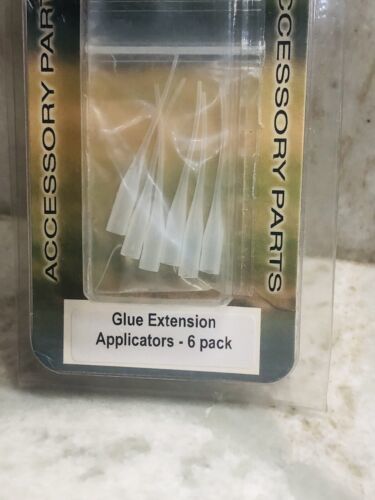 ACCESSORY PARTS
ACCESSORY PARTS
Glue Extension
Applicators - 6 pack